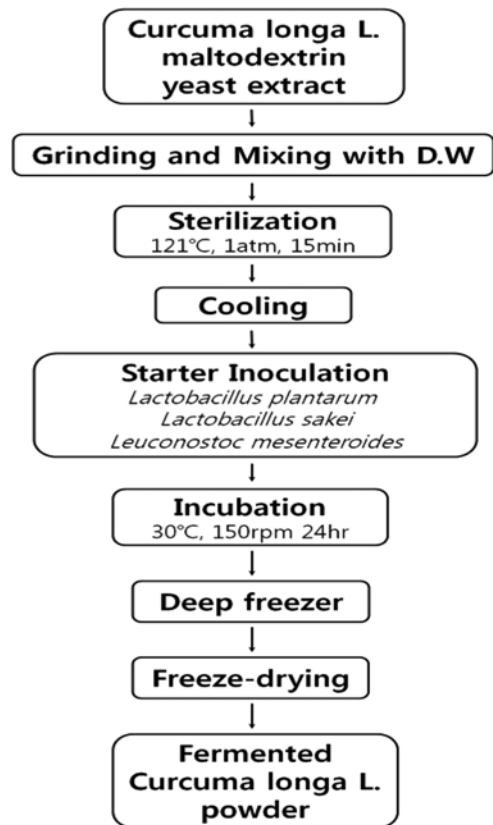 Curcuma longa L.
maltodextrin
yeast extract
Grinding and Mixing with D.W
Sterilization
121℃, 1atm, 15min
Cooling
Starter Inoculation
Lactobacillus plantarum
Lactobacillus sakei
Leuconostoc mesenteroides
Incubation
30℃, 150rpm 24hr
Deep freezer
Freeze-drying
Fermented
Curcuma longa L.
powder